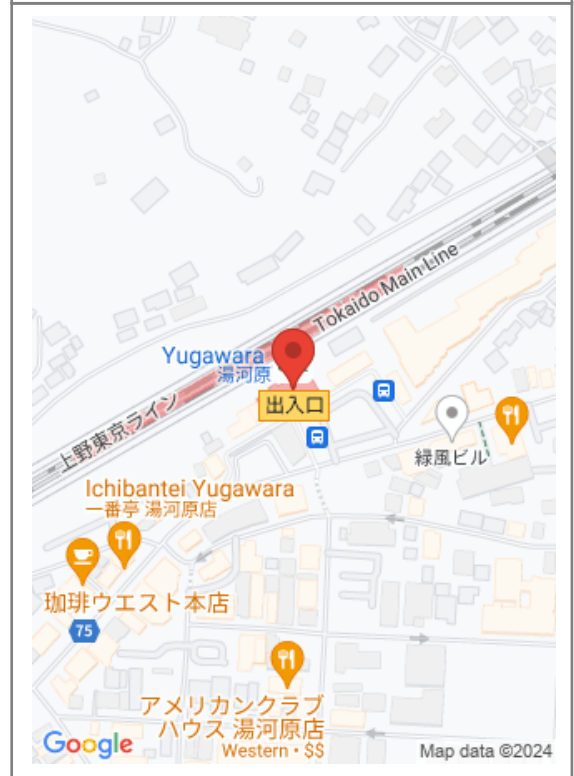 Tokaido Main Line
Yugawara
湯河原
出入口
上野東京ライン
緑風ビル
Ichibantei Yugawara
一番亭 湯河原店
珈琲ウエスト本店
75
アメリカンクラブ
ハウス 湯河原店
Western • $$
Google
Map data ©2024